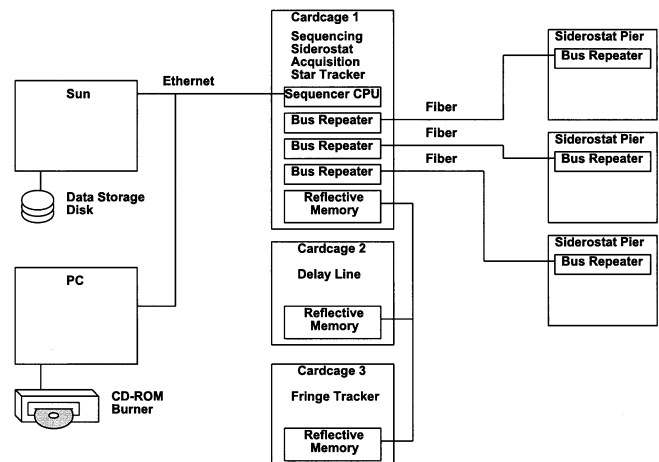 Cardcage 1
Sequencing
Siderostat
Acquisition
Star Tracker
Sequencer CPU
Bus Repeater
Bus Repeater
Bus Repeater
Reflective
Memory
Ethernet
Sun
Data Storage
Disk
PC
CD-ROM
Burner
Fiber
Fiber
Fiber
Siderostat Pier
Bus Repeater
Siderostat Pier
Bus Repeater
Siderostat Pier
Bus Repeater
Cardcage 2
Delay Line
Reflective
Memory
Cardcage 3
Fringe Tracker
Reflective
Memory